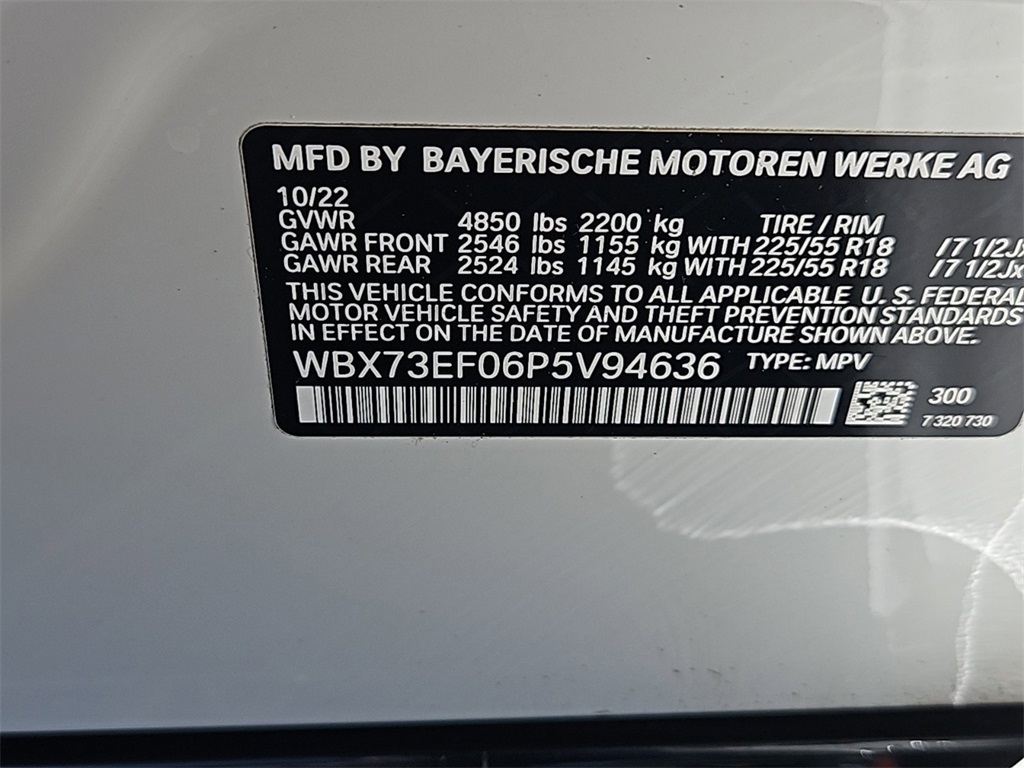 MFD BY BAYERISCHE MOTOREN WERKE AG
10/22
GVWR 4850 lbs 2200 kg TIRE / RIM
GAWR FRONT 2546 lbs 1155 kg WITH 225/55 R18 /7 1/2Jx
GAWR REAR 2524 lbs 1145 kg WITH 225/55 R18 /7 1/2Jx
THIS VEHICLE CONFORMS TO ALL APPLICABLE U. S. FEDERAL
MOTOR VEHICLE SAFETY AND THEFT PREVENTION STANDARDS
IN EFFECT ON THE DATE OF MANUFACTURE SHOWN ABOVE.
WBX73EF06P5V94636 TYPE: MPV
300
7 320 730